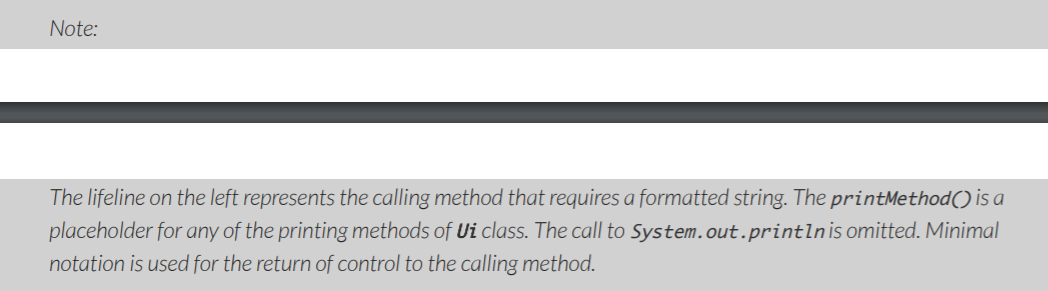 Note:
The lifeline on the left represents the calling method that requires a formatted string. The printMethod() is a
placeholder for any of the printing methods of Ui class. The call to System.out.println is omitted. Minimal
notation is used for the return of control to the calling method.